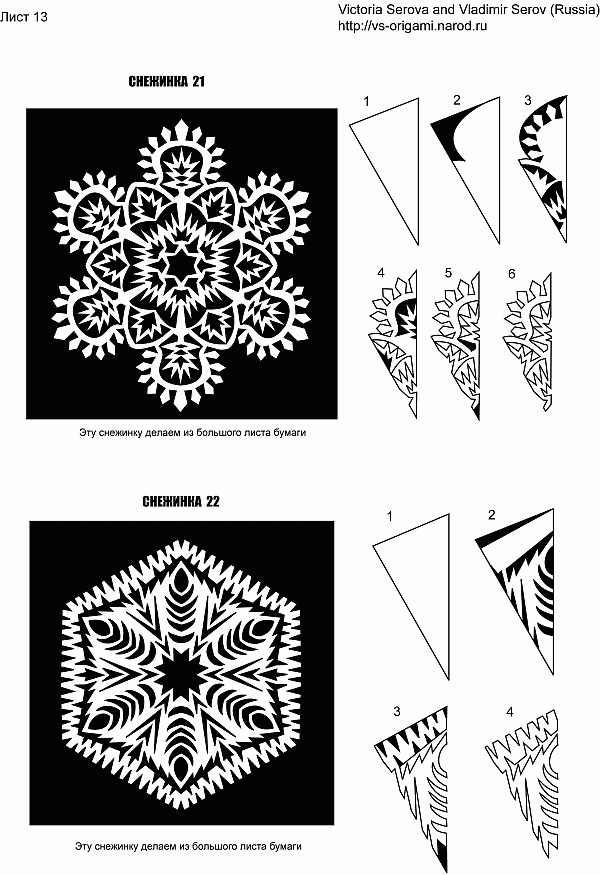 Лист 13
Victoria Serova and Vladimir Serov (Russia)
http://vs-origami.narod.ru
СНЕЖИНКА 21
1 2 3
4 5 6
Эту снежинку делаем из большого листа бумаги
СНЕЖИНКА 22
1 2
3 4
Эту снежинку делаем из большого листа бумаги